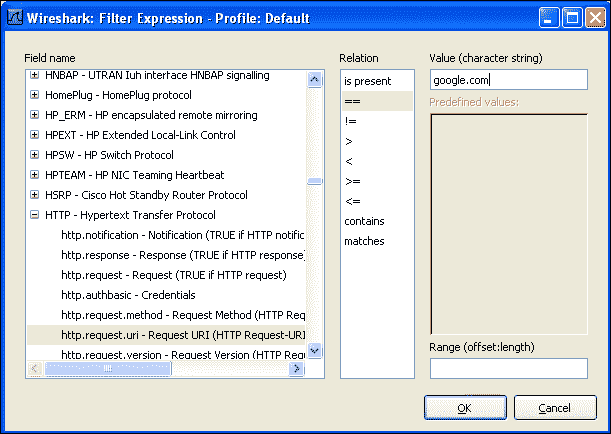 Wireshark: Filter Expression - Profile: Default
Field name
HNBAP - UTRAN Iuh interface HNBAP signalling
HomePlug - HomePlug protocol
HP_ERM - HP encapsulated remote mirroring
HPEXT - HP Extended Local-Link Control
HPSW - HP Switch Protocol
HPTEAM - HP NIC Teaming Heartbeat
HSRP - Cisco Hot Standby Router Protocol
HTTP - Hypertext Transfer Protocol
http.notification - Notification (TRUE if HTTP notific
http.response - Response (TRUE if HTTP response)
http.request - Request (TRUE if HTTP request)
http.authbasic - Credentials
http.request.method - Request Method (HTTP Req
http.request.uri - Request URI (HTTP Request-URI
http.request.version - Request Version (HTTP Req
Relation
is present
==
!=
>
<
>=
<=
contains
matches
Value (character string)
google.com
Predefined values:
Range (offset:length)
OK
Cancel